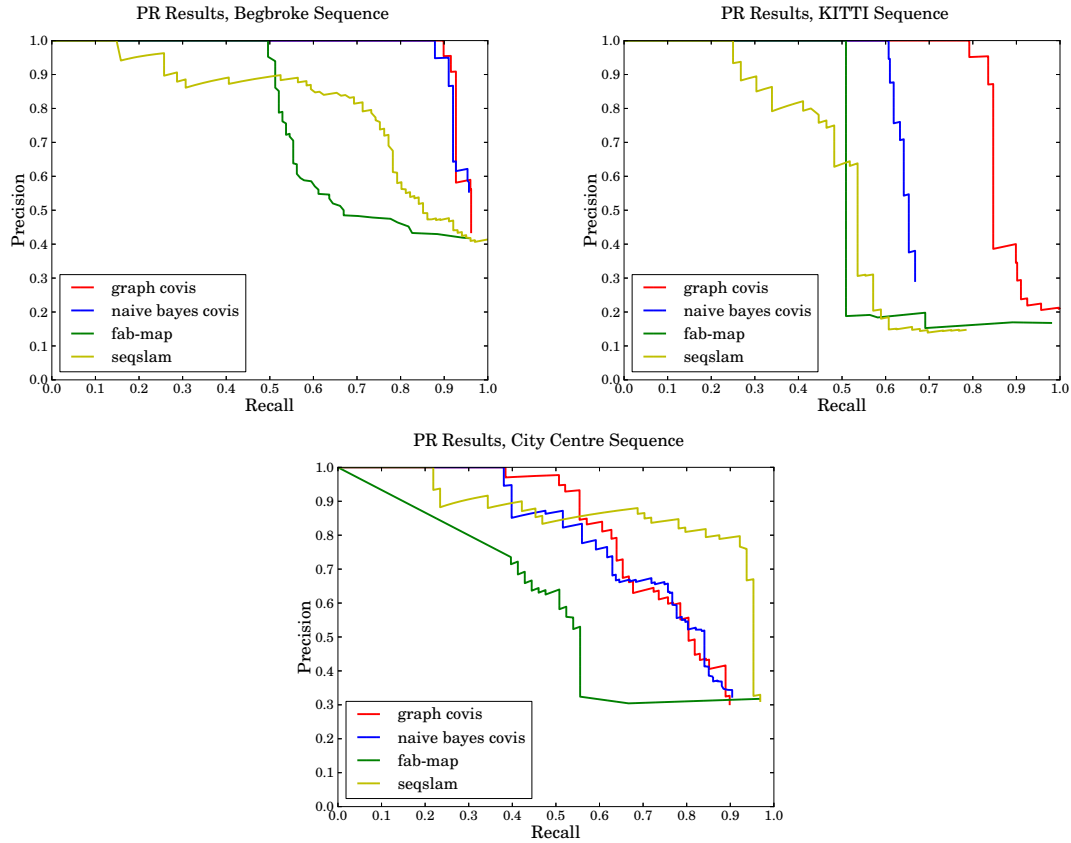 PR Results, Begbroke Sequence
1.0
0.9
0.8
0.7
0.6
0.5
0.4
0.3
0.2
0.1
0.0
Precision
graph covis
naive bayes covis
fab-map
seqslam
0.0 0.1 0.2 0.3 0.4 0.5 0.6 0.7 0.8 0.9 1.0
Recall
PR Results, KITTI Sequence
1.0
0.9
0.8
0.7
0.6
0.5
0.4
0.3
0.2
0.1
0.0
Precision
graph covis
naive bayes covis
fab-map
seqslam
0.0 0.1 0.2 0.3 0.4 0.5 0.6 0.7 0.8 0.9 1.0
Recall
PR Results, City Centre Sequence
1.0
0.9
0.8
0.7
0.6
0.5
0.4
0.3
0.2
0.1
0.0
Precision
graph covis
naive bayes covis
fab-map
seqslam
0.0 0.1 0.2 0.3 0.4 0.5 0.6 0.7 0.8 0.9 1.0
Recall